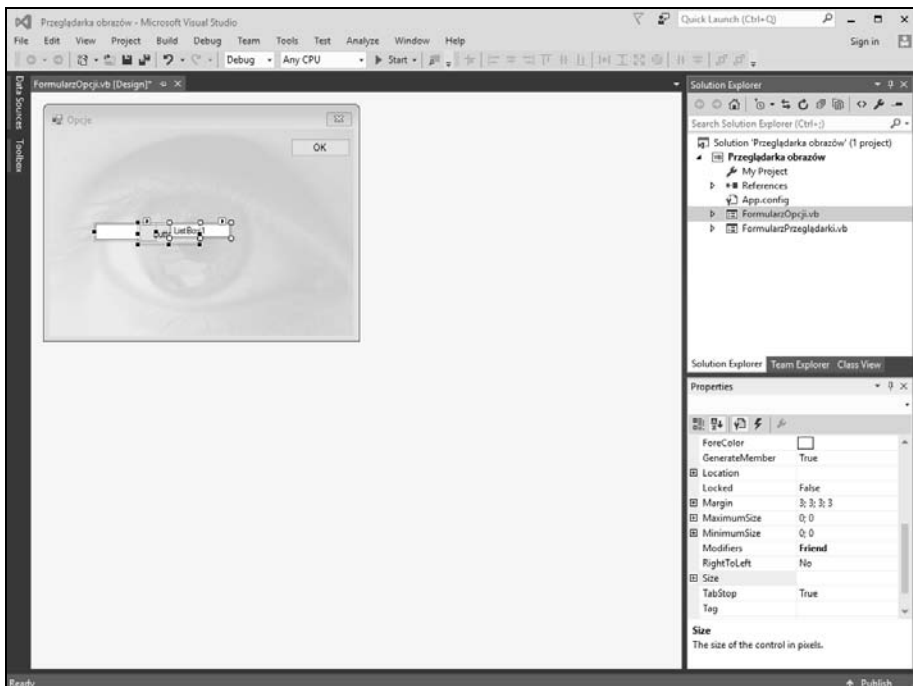 Przeglądarka obrazów - Microsoft Visual Studio
Quick Launch (Ctrl+Q)
File Edit View Project Build Debug Team Tools Test Analyze Window Help
Sign in
Debug Any CPU Start
Data Sources
Toolbox
FormularzOpcji.vb [Design]*
Opcje
OK
ListBox1
Solution Explorer
Search Solution Explorer (Ctrl+;)
Solution 'Przeglądarka obrazów' (1 project)
Przeglądarka obrazów
My Project
References
App.config
FormularzOpcji.vb
FormularzPrzeglądarki.vb
Solution Explorer Team Explorer Class View
Properties
ForeColor
GenerateMember True
Location
Locked False
Margin 3; 3; 3; 3
MaximumSize 0; 0
MinimumSize 0; 0
Modifiers Friend
RightToLeft No
Size
TabStop True
Tag
Size
The size of the control in pixels.
Ready
Publish